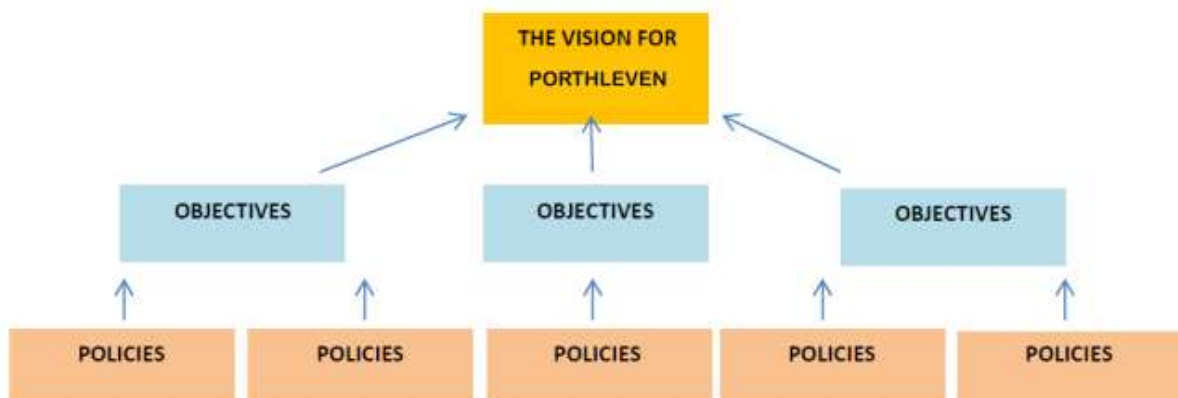 THE VISION FOR
PORTHLEVEN
OBJECTIVES
OBJECTIVES
OBJECTIVES
POLICIES
POLICIES
POLICIES
POLICIES
POLICIES